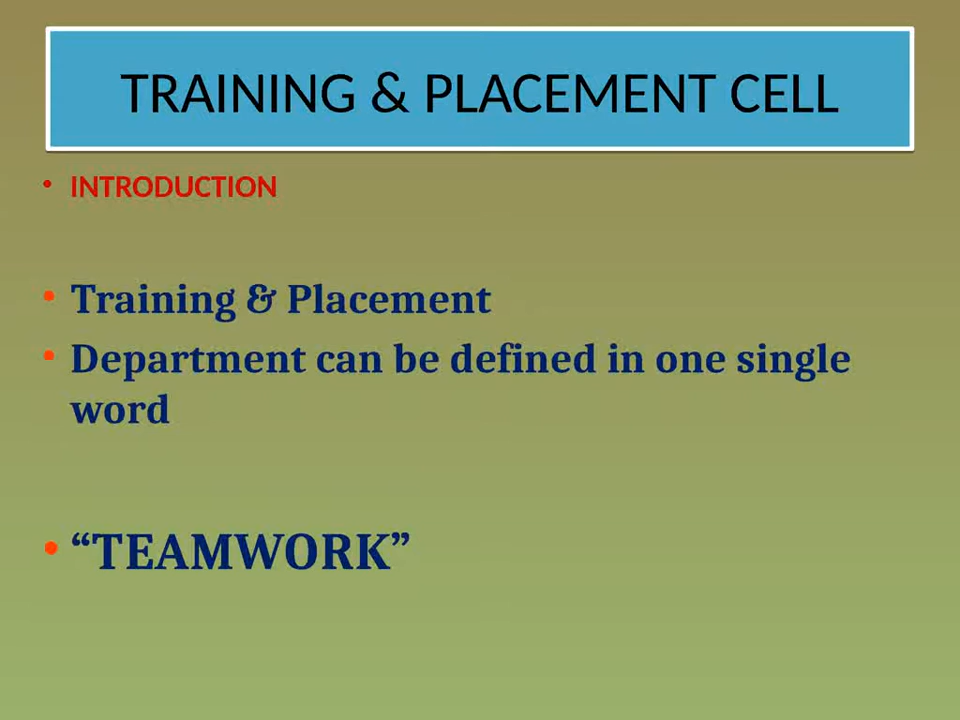 TRAINING & PLACEMENT CELL
• INTRODUCTION
• Training & Placement
• Department can be defined in one single
word
• “TEAMWORK”